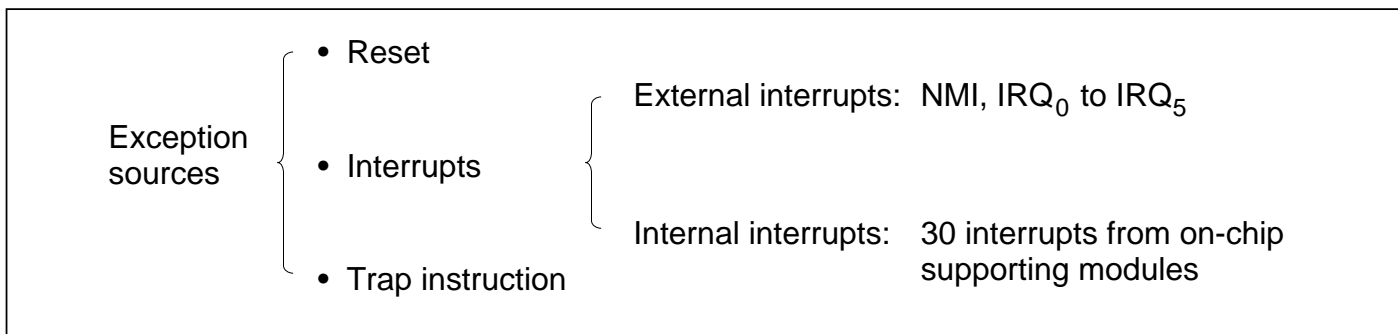 Exception
sources
• Reset
• Interrupts
• Trap instruction
External interrupts: NMI, IRQ0 to IRQ5
Internal interrupts: 30 interrupts from on-chip
supporting modules